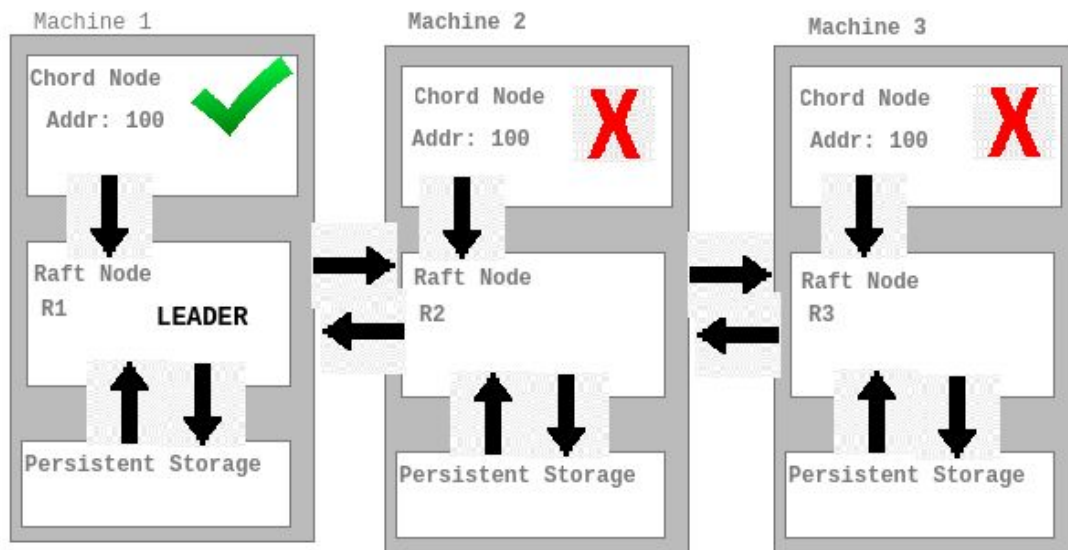 Machine 1
Chord Node
Addr: 100
Raft Node
R1
LEADER
Persistent Storage
Machine 2
Chord Node
Addr: 100
X
Raft Node
R2
Persistent Storage
Machine 3
Chord Node
Addr: 100
X
Raft Node
R3
Persistent Storage